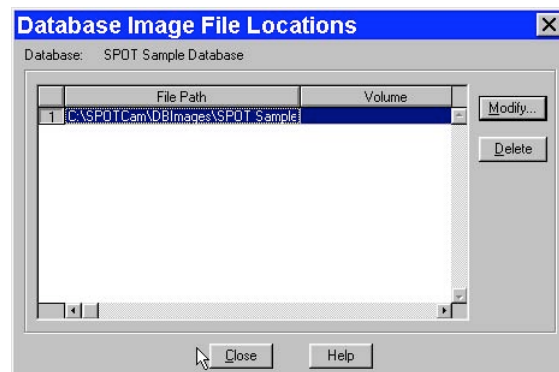 Database Image File Locations
Database: SPOT Sample Database
File Path Volume
1 C:\SPOTCam\DBImages\SPOT Sample
Modify...
Delete
Close Help